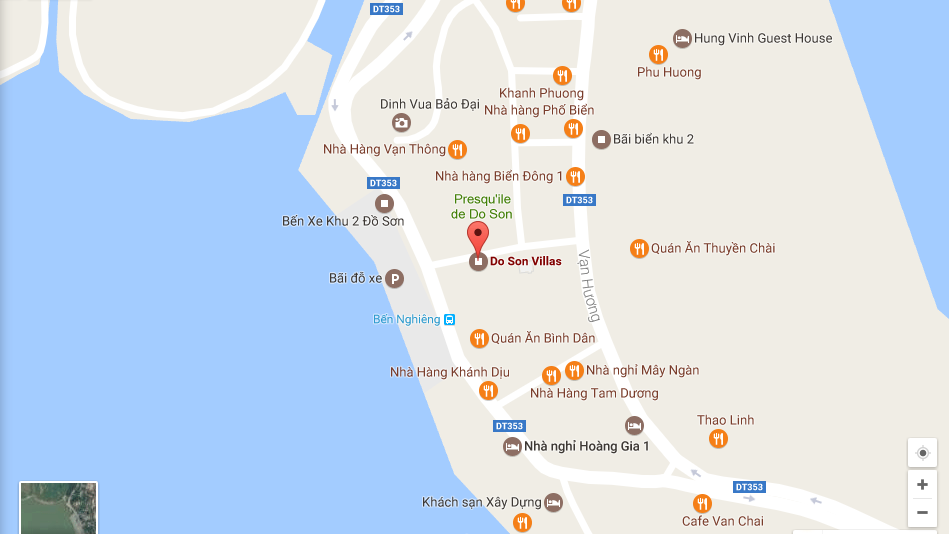 DT353
Hung Vinh Guest House
Phu Huong
Khanh Phuong
Dinh Vua Bảo Đại
Nhà hàng Phố Biển
Bãi biển khu 2
Nhà Hàng Vạn Thông
Nhà hàng Biển Đông 1
DT353
DT353
Presqu'ile
de Do Son
Bến Xe Khu 2 Đồ Sơn
Quán Ăn Thuyền Chài
Do Son Villas
Vạn Hương
Bãi đỗ xe
P
Bến Nghiêng
Quán Ăn Bình Dân
Nhà Hàng Khánh Dịu
Nhà nghỉ Mây Ngàn
Nhà Hàng Tam Dương
Thao Linh
DT353
Nhà nghỉ Hoàng Gia 1
DT353
Khách sạn Xây Dựng
Cafe Van Chai
+
−